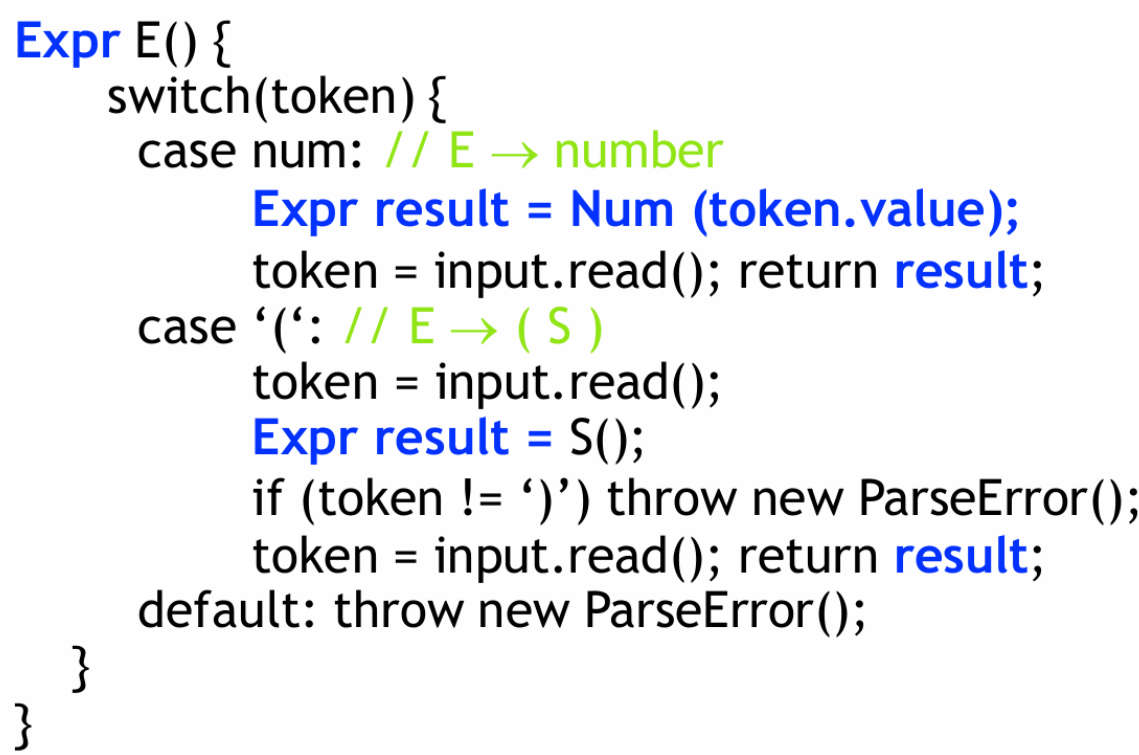 Expr E() {
switch(token) {
case num: // E → number
Expr result = Num (token.value);
token = input.read(); return result;
case ‘(‘: // E → ( S )
token = input.read();
Expr result = S();
if (token != ‘)’) throw new ParseError();
token = input.read(); return result;
default: throw new ParseError();
}
}